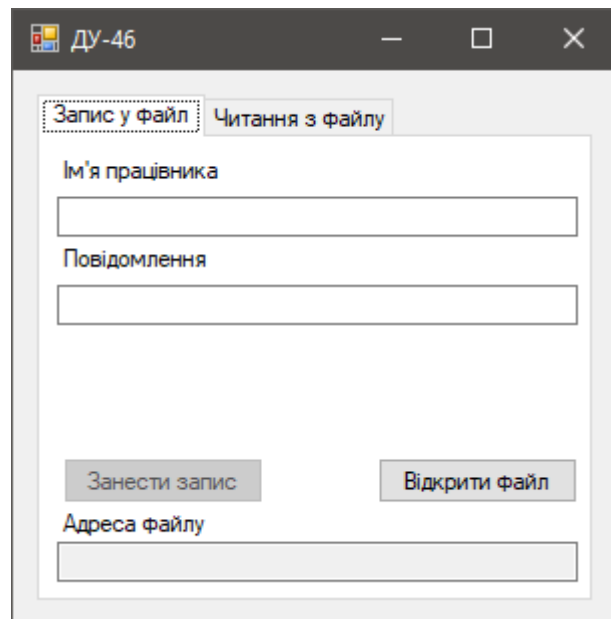 ДУ-46
Запис у файл Читання з файлу
Ім'я працівника
Повідомлення
Занести запис Відкрити файл
Адреса файлу